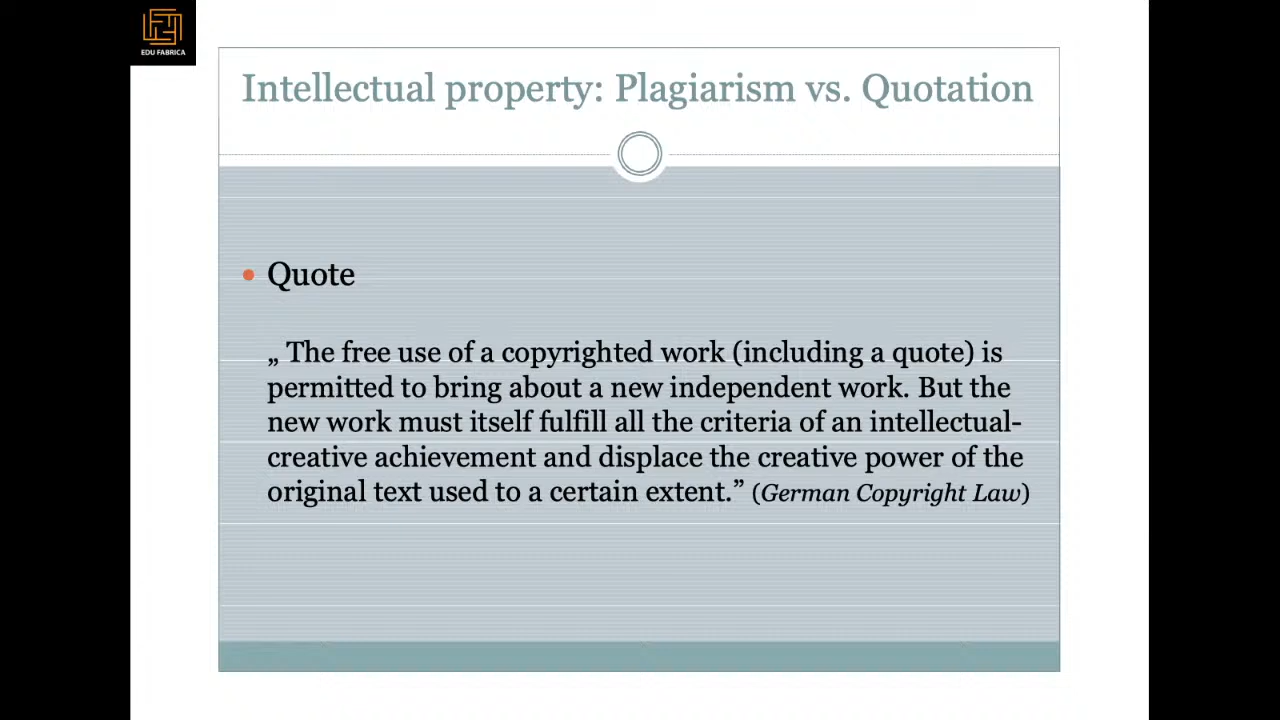 EDU FABRICA
Intellectual property: Plagiarism vs. Quotation
• Quote
„ The free use of a copyrighted work (including a quote) is
permitted to bring about a new independent work. But the
new work must itself fulfill all the criteria of an intellectual-
creative achievement and displace the creative power of the
original text used to a certain extent.” (German Copyright Law)